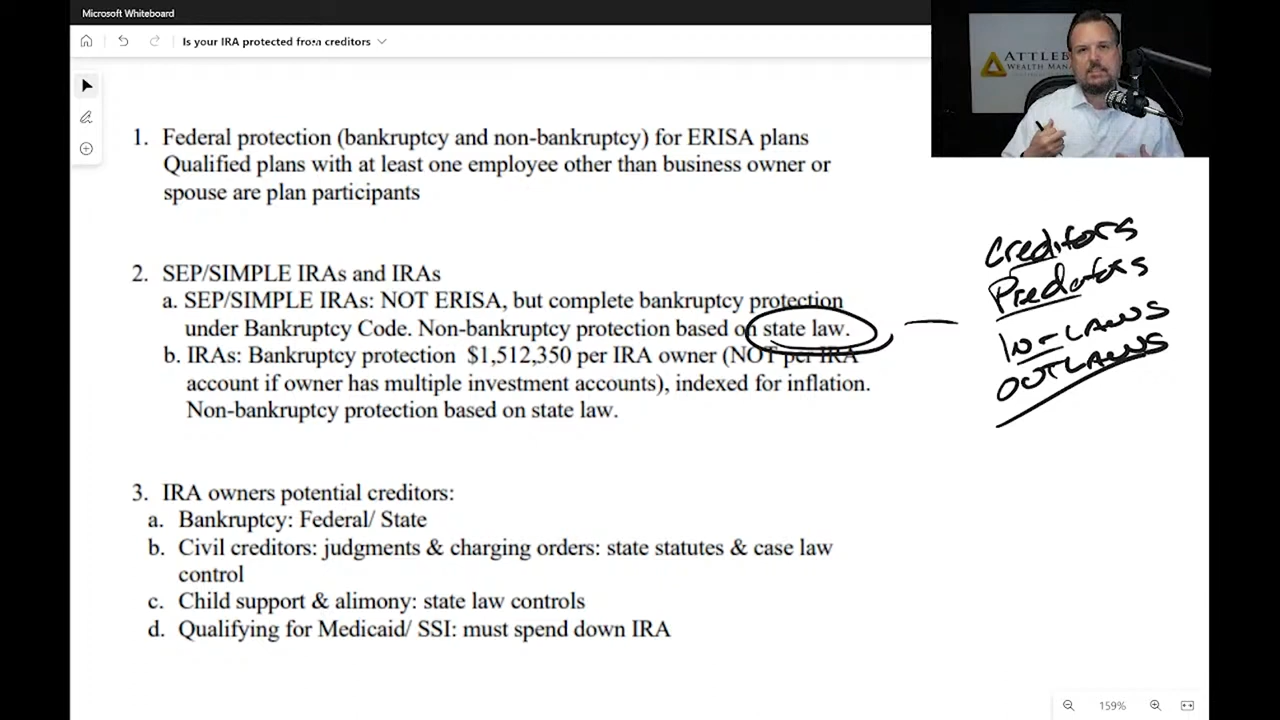 Microsoft Whiteboard
Is your IRA protected from creditors
1. Federal protection (bankruptcy and non-bankruptcy) for ERISA plans
Qualified plans with at least one employee other than business owner or
spouse are plan participants
2. SEP/SIMPLE IRAs and IRAs
a. SEP/SIMPLE IRAs: NOT ERISA, but complete bankruptcy protection
under Bankruptcy Code. Non-bankruptcy protection based on state law.
b. IRAs: Bankruptcy protection $1,512,350 per IRA owner (NOT per IRA
account if owner has multiple investment accounts), indexed for inflation.
Non-bankruptcy protection based on state law.
3. IRA owners potential creditors:
a. Bankruptcy: Federal/ State
b. Civil creditors: judgments & charging orders: state statutes & case law
control
c. Child support & alimony: state law controls
d. Qualifying for Medicaid/ SSI: must spend down IRA
Creditors
Predators
IN-LAWS
OUTLAWS
ATTLEB
WEALTH MAN
159%